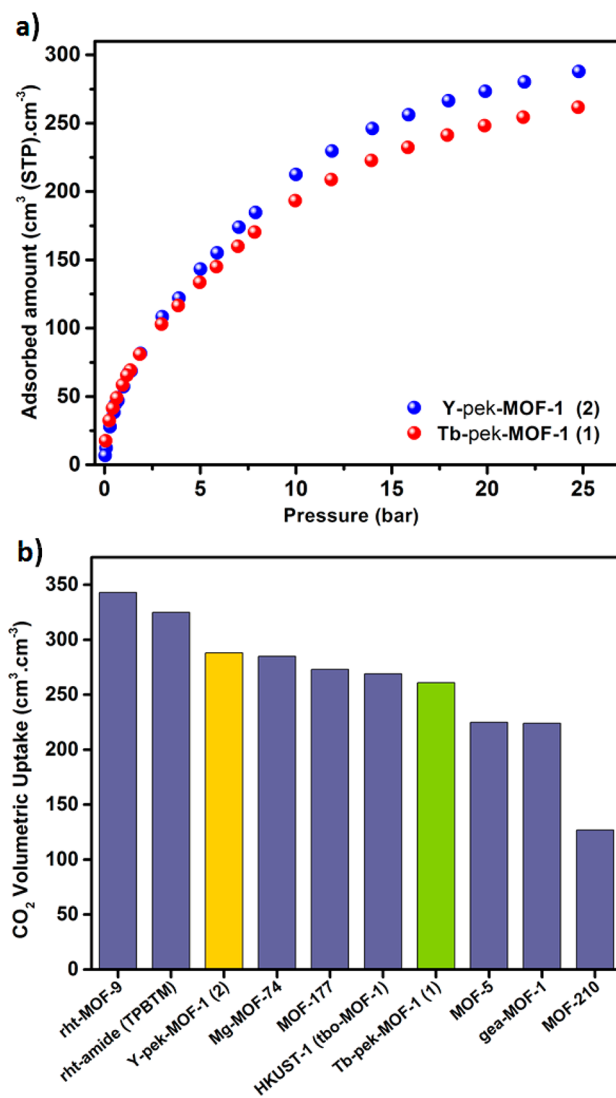 a)
Adsorbed amount (cm³ (STP).cm⁻³)
300
250
200
150
100
50
0
Y-pek-MOF-1 (2)
Tb-pek-MOF-1 (1)
0 5 10 15 20 25
Pressure (bar)
b)
CO₂ Volumetric Uptake (cm³.cm⁻³)
350
300
250
200
150
100
50
0
rht-MOF-9
rht-amide (TPBTM)
Y-pek-MOF-1 (2)
Mg-MOF-74
MOF-177
HKUST-1 (tbo-MOF-1)
Tb-pek-MOF-1 (1)
MOF-5
gea-MOF-1
MOF-210